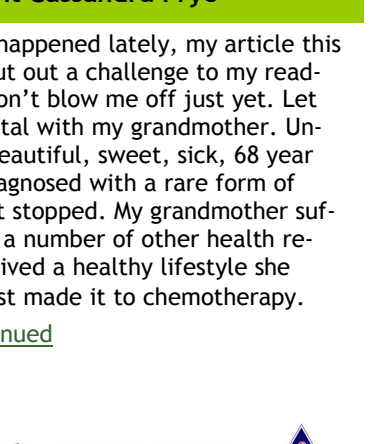 nt Cassandra Frye
happened lately, my article this
ut out a challenge to my read-
on't blow me off just yet. Let
tal with my grandmother. Un-
eautiful, sweet, sick, 68 year
agnosed with a rare form of
t stopped. My grandmother suf-
a number of other health re-
ived a healthy lifestyle she
st made it to chemotherapy.
nued